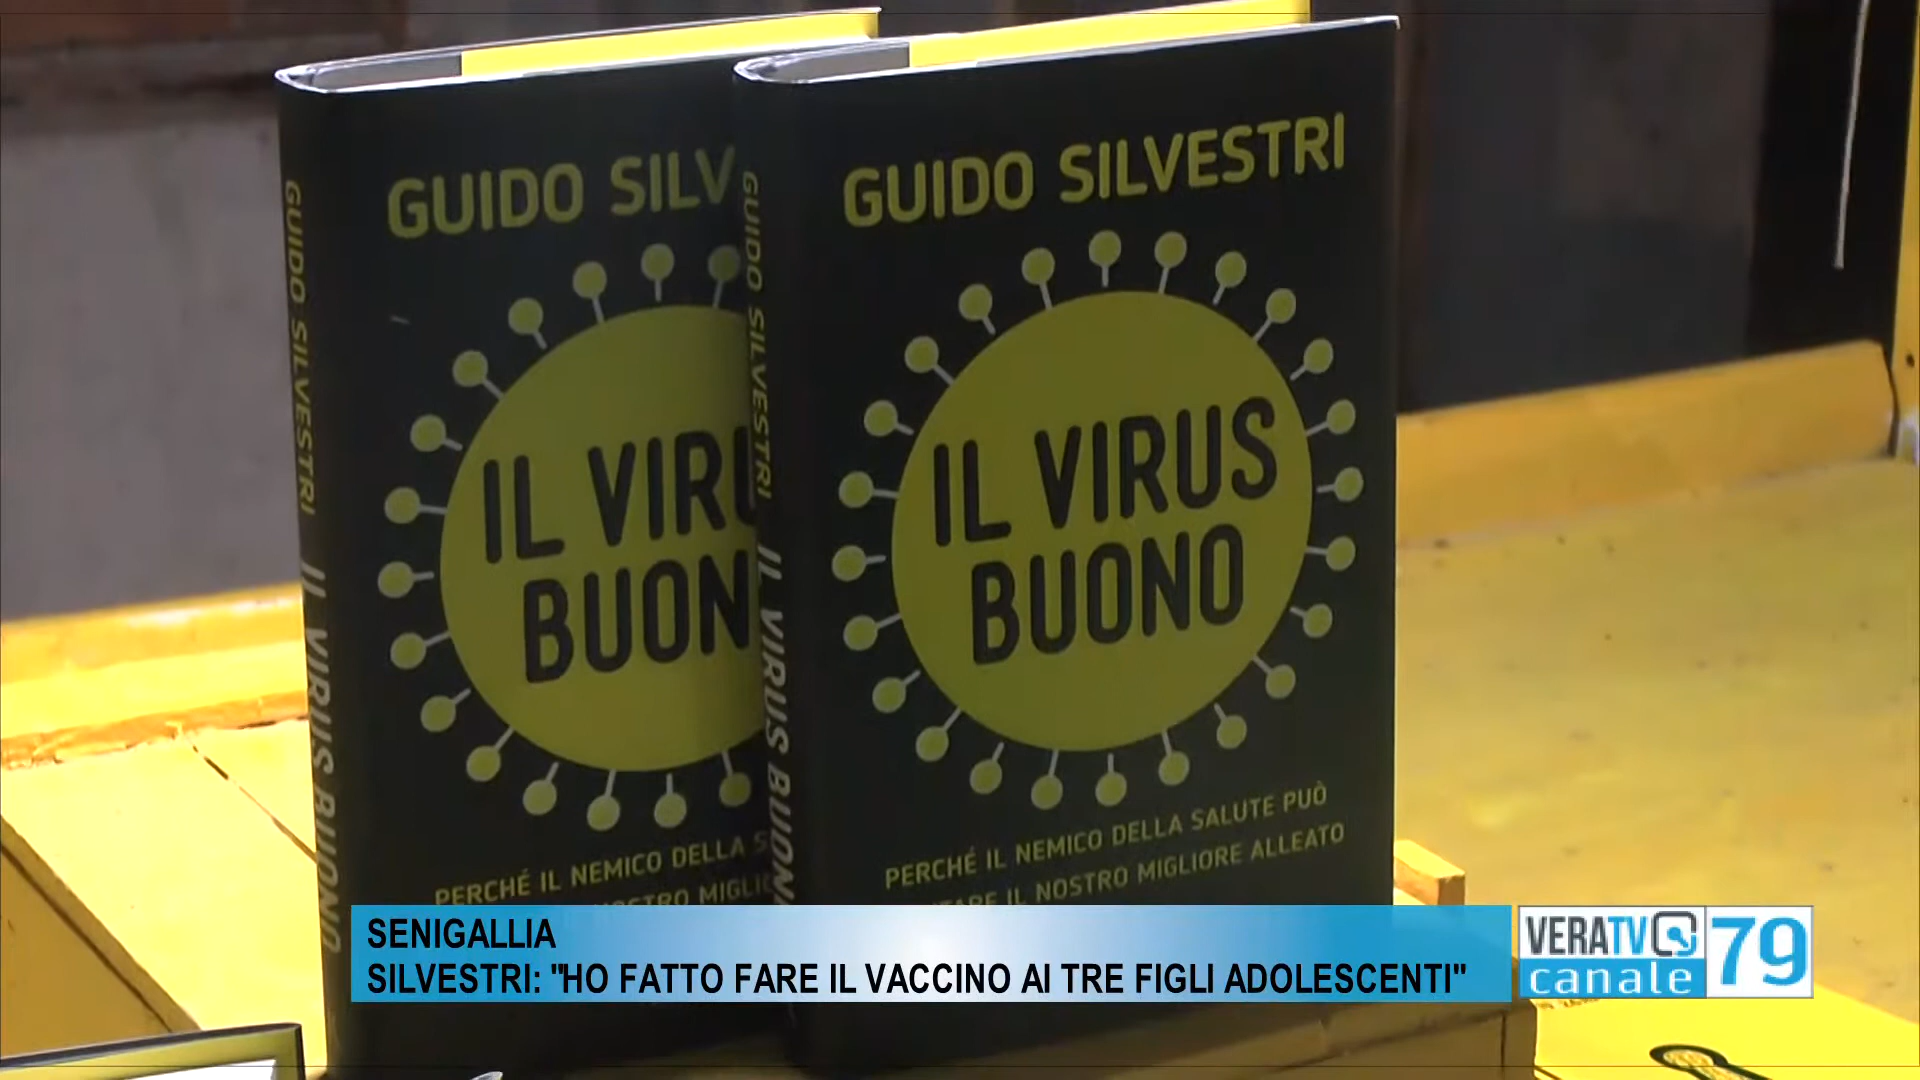 GUIDO SILV
GUIDO SILVESTRI
IL VIRUS BUONO
IL VIRU
BUON
PERCHÉ IL NEMICO DELLA S
NOSTRO MIGLIO
GUIDO SILVESTRI
IL VIRUS BUONO
GUIDO SILVESTRI
IL VIRUS
BUONO
PERCHÉ IL NEMICO DELLA SALUTE PUÒ
IL NOSTRO MIGLIORE ALLEATO
SENIGALLIA
SILVESTRI: "HO FATTO FARE IL VACCINO AI TRE FIGLI ADOLESCENTI"
VERATV
canale
79